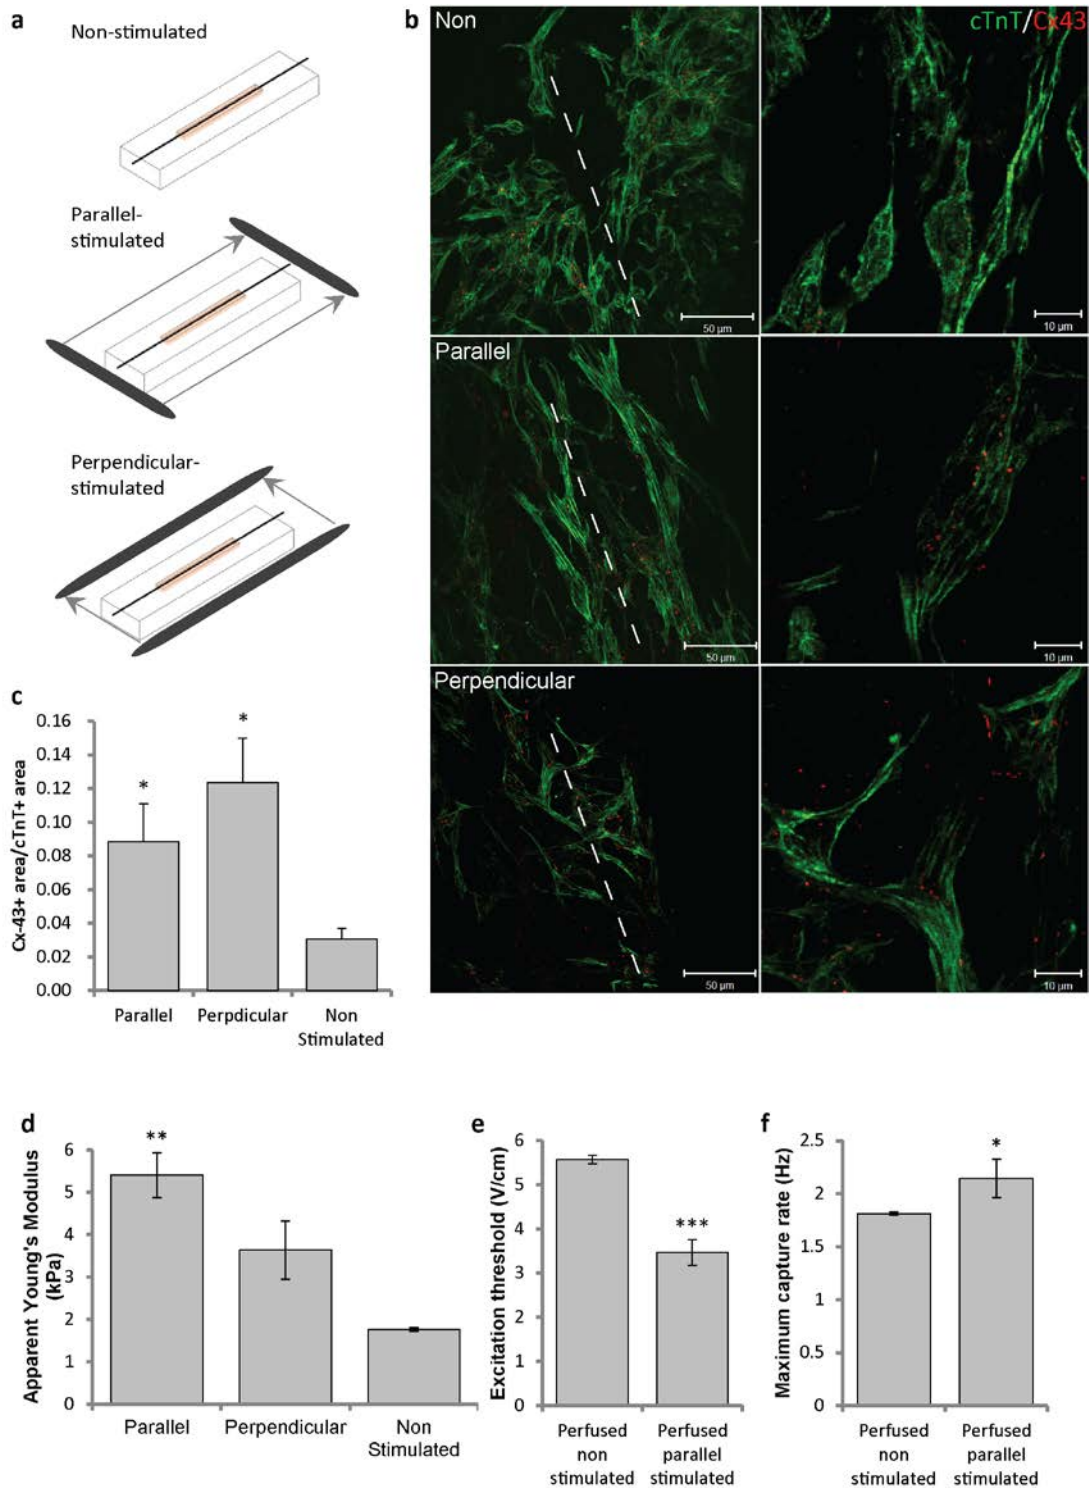 a
Non-stimulated
Parallel-
stimulated
Perpendicular-
stimulated
b
Non
cTnT/Cx43
50 µm
10 µm
Parallel
50 µm
10 µm
Perpendicular
50 µm
10 µm
c
Cx-43+ area/cTnT+ area
0.16
0.14
0.12
0.10
0.08
0.06
0.04
0.02
0.00
*
*
Parallel
Perpdicular
Non
Stimulated
d
Apparent Young's Modulus
(kPa)
6
5
4
3
2
1
0
**
Parallel
Perpendicular
Non
Stimulated
e
Excitation threshold (V/cm)
6
5
4
3
2
1
0
***
Perfused
non
stimulated
Perfused
parallel
stimulated
f
Maximum capture rate (Hz)
2.5
2
1.5
1
0.5
0
*
Perfused
non
stimulated
Perfused
parallel
stimulated